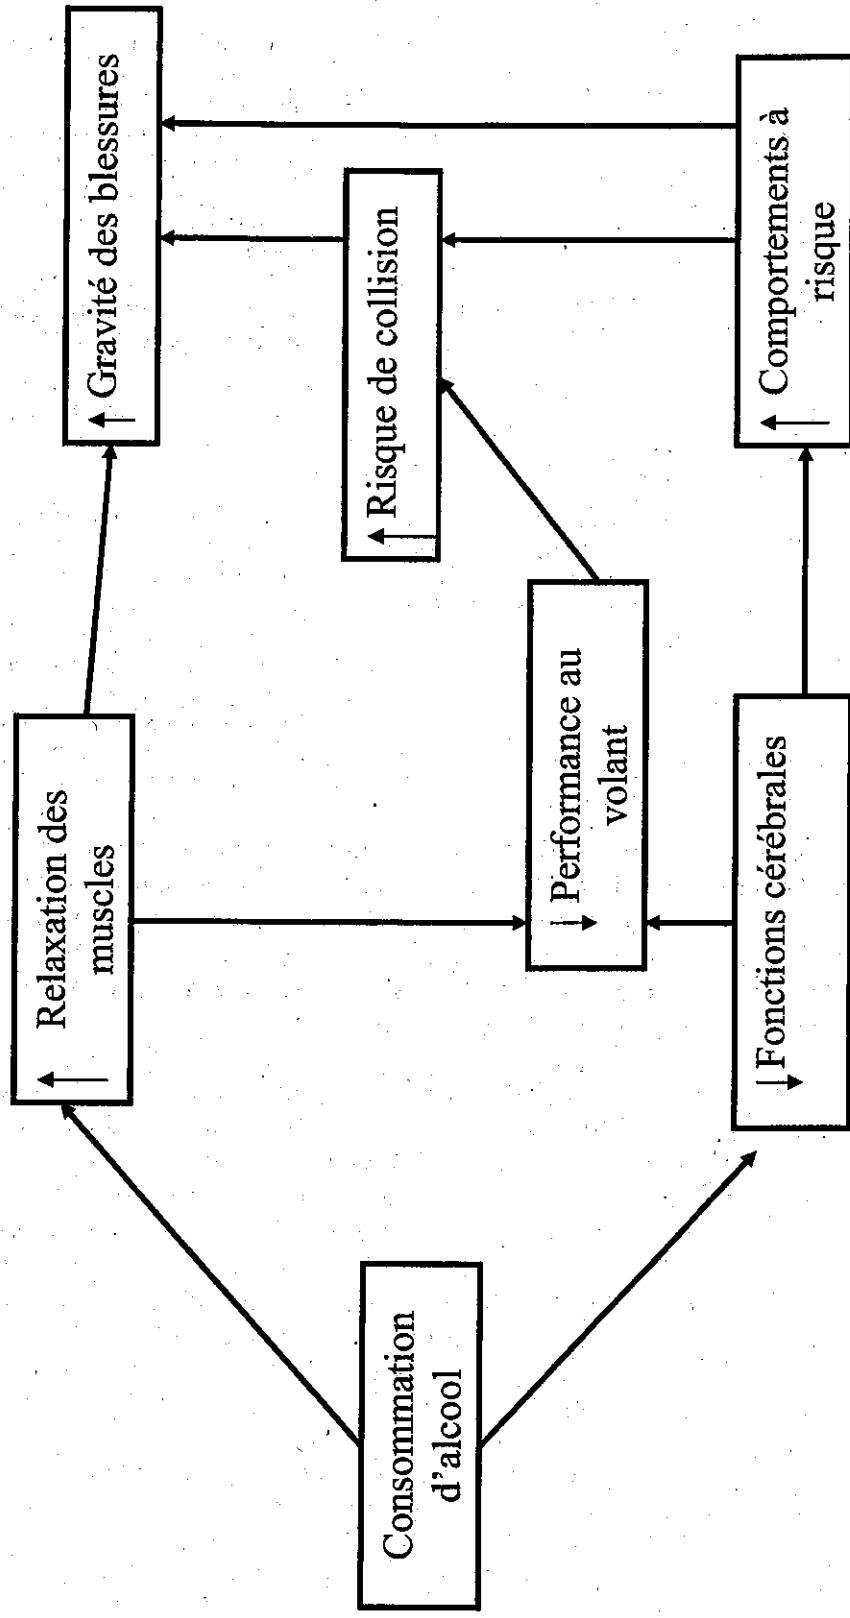 ↑ Relaxation des
muscles
↑ Gravité des blessures
Consommation
d'alcool
↓ Performance au
volant
↑ Risque de collision
↓ Fonctions cérébrales
↑ Comportements à
risque